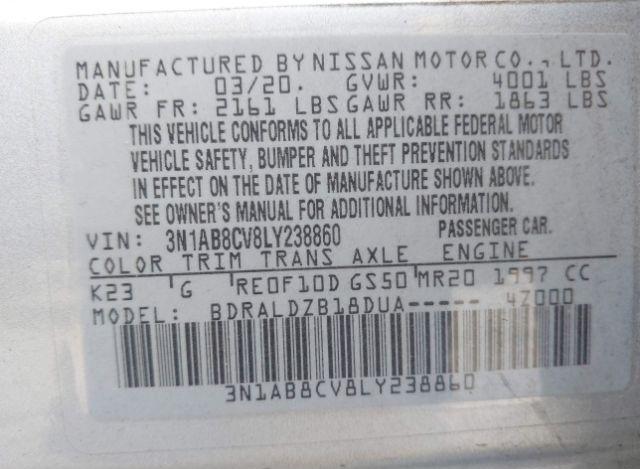 MANUFACTURED BY NISSAN MOTOR CO., LTD.
DATE: 03/20. GVWR: 4001 LBS
GAWR FR: 2161 LBS GAWR RR: 1863 LBS
THIS VEHICLE CONFORMS TO ALL APPLICABLE FEDERAL MOTOR
VEHICLE SAFETY, BUMPER AND THEFT PREVENTION STANDARDS
IN EFFECT ON THE DATE OF MANUFACTURE SHOWN ABOVE.
SEE OWNER'S MANUAL FOR ADDITIONAL INFORMATION.
VIN: 3N1AB8CV8LY238860 PASSENGER CAR.
COLOR TRIM TRANS AXLE ENGINE
K23 G RE0F10D GS50 MR20 1997 CC
MODEL: BDRALDZB18DUA----- 4Z000
3N1AB8CV8LY238860